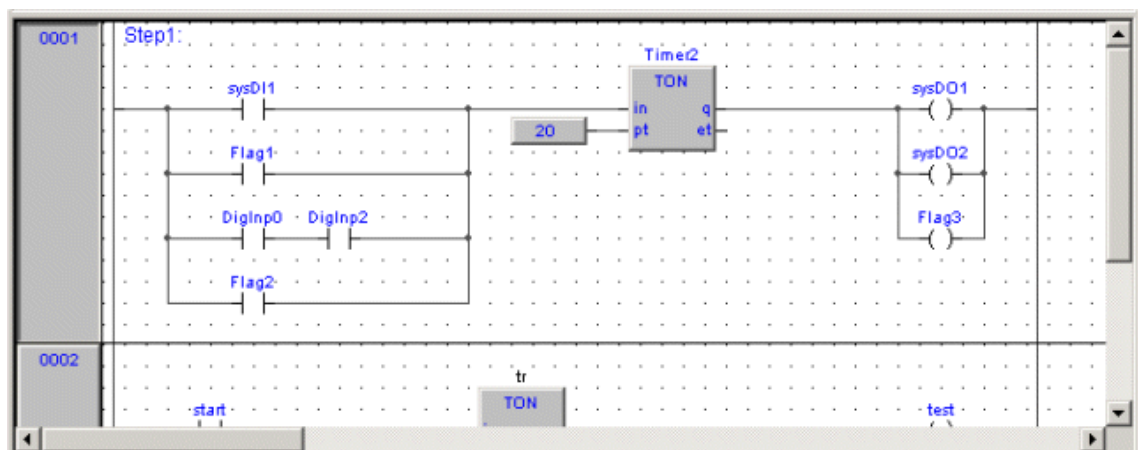 0001
Step1:
Timer2
TON
sysDI1
sysDO1
in q
20
pt et
Flag1
sysDO2
DigInp0 DigInp2
Flag3
Flag2
0002
tr
TON
start
test